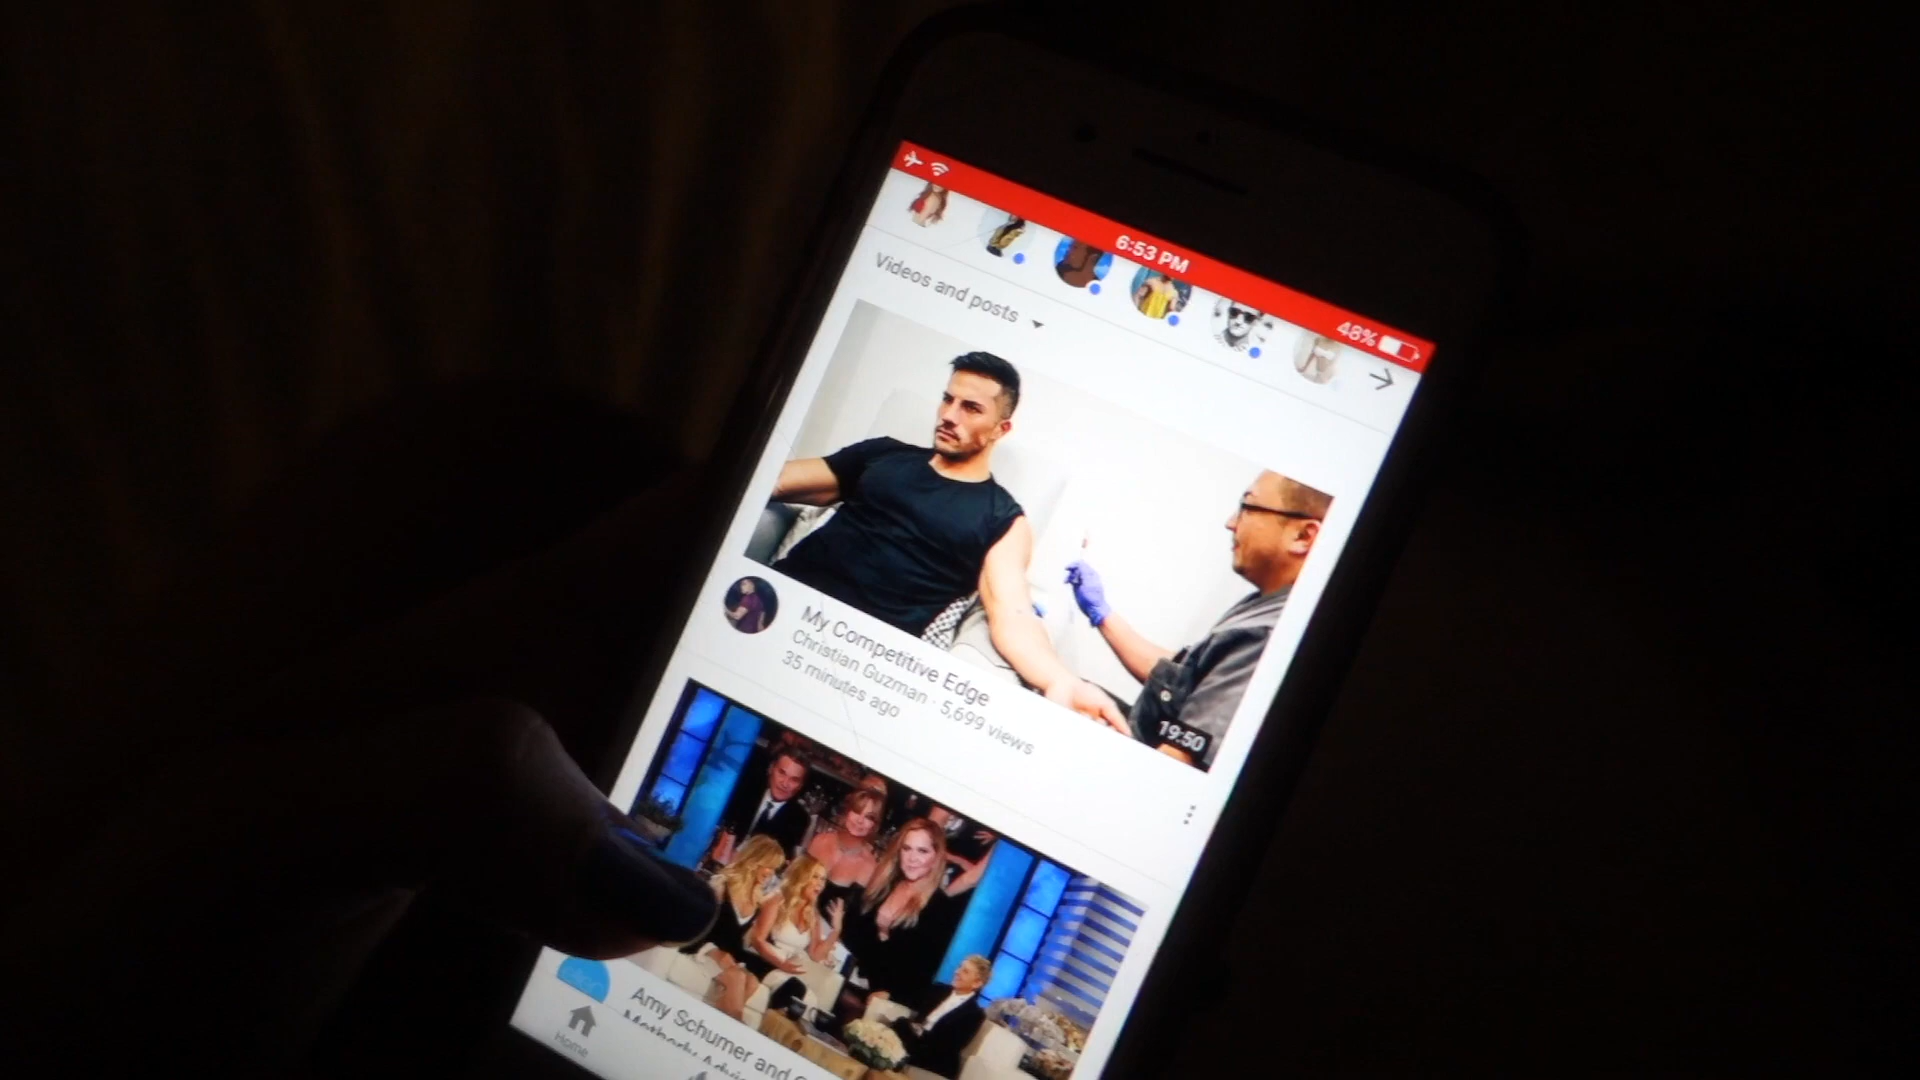 6:53 PM
48%
Videos and posts
19:50
My Competitive Edge
Christian Guzman · 5,699 views
35 minutes ago
Amy Schumer and
Home